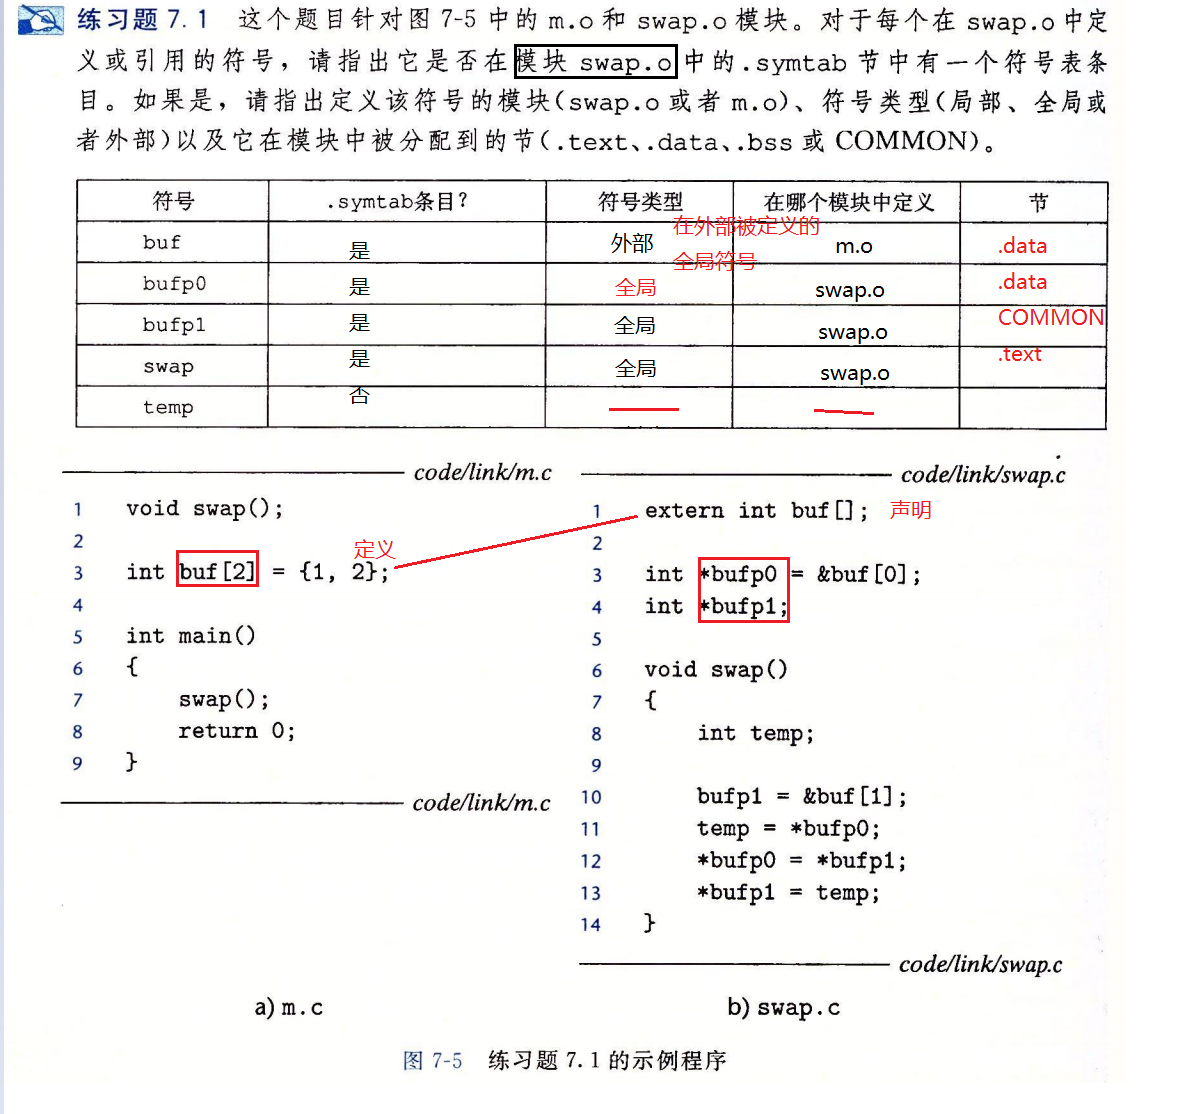 练习题 7.1 这个题目针对图 7-5 中的 m.o 和 swap.o 模块。对于每个在 swap.o 中定
义或引用的符号，请指出它是否在模块 swap.o 中的.symtab 节中有一个符号表条
目。如果是，请指出定义该符号的模块(swap.o 或者 m.o)、符号类型(局部、全局或
者外部)以及它在模块中被分配到的节(.text、.data、.bss 或 COMMON)。
符号 .symtab条目? 符号类型 在哪个模块中定义 节
在外部被定义的
buf 是 外部 m.o .data
全局符号
bufp0 是 全局 swap.o .data
bufp1 是 全局 swap.o COMMON
swap 是 全局 swap.o .text
temp 否
code/link/m.c
1 void swap();
2
定义
3 int buf[2] = {1, 2};
4
5 int main()
6 {
7 swap();
8 return 0;
9 }
code/link/m.c
a) m.c
code/link/swap.c
1 extern int buf[]; 声明
2
3 int *bufp0 = &buf[0];
4 int *bufp1;
5
6 void swap()
7 {
8 int temp;
9
10 bufp1 = &buf[1];
11 temp = *bufp0;
12 *bufp0 = *bufp1;
13 *bufp1 = temp;
14 }
code/link/swap.c
b) swap.c
图 7-5 练习题 7.1 的示例程序